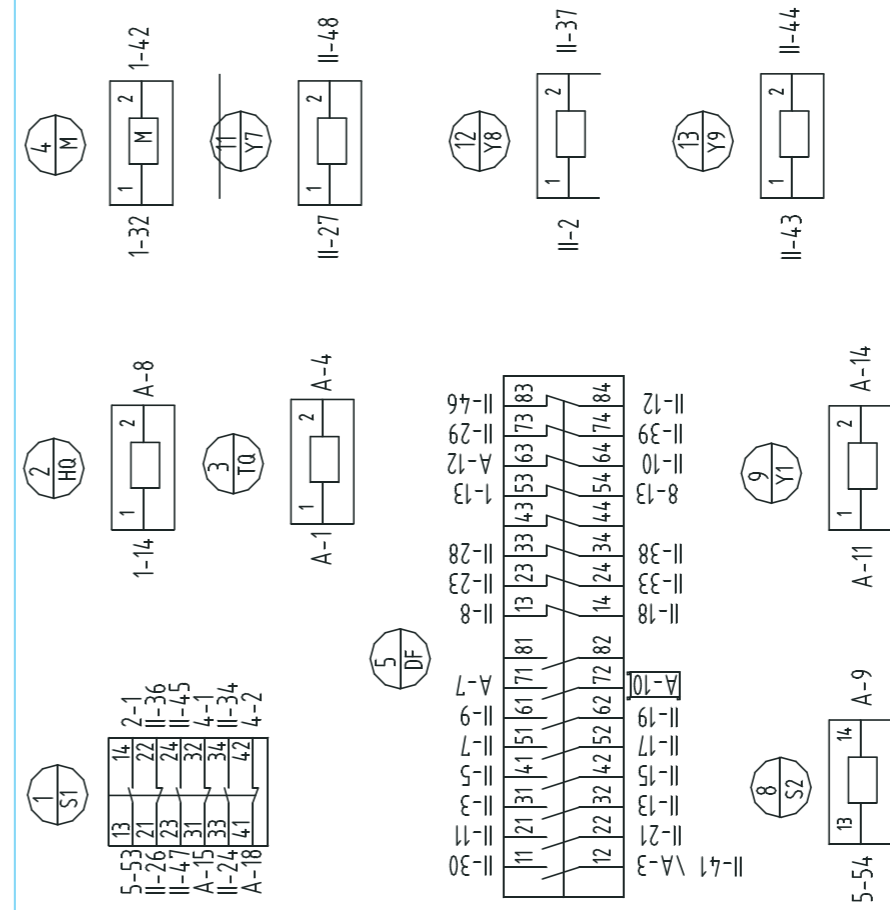 4
M
1-32
1
M
2
1-42
11
Y7
II-27
1
2
II-48
12
Y8
II-2
1
2
II-37
13
Y9
II-43
1
2
II-44
2
HQ
1-14
1
2
A-8
3
TQ
A-1
1
2
A-4
5
DF
II-46 83 84 II-12
II-29 73 74 II-39
A-12 63 64 II-10
1-13 53 54 8-13
43 44
II-28 33 34 II-38
II-23 23 24 II-33
II-8 13 14 II-18
81 82
A-7 71 72 A-10
II-9 61 62 II-19
II-7 51 52 II-17
II-5 41 42 II-15
II-3 31 32 II-13
II-11 21 22 II-21
II-30 11 12 II-41 \A-3
9
Y1
A-11
1
2
A-14
1
S1
5-53 13 14 2-1
II-26 21 22 II-36
II-47 23 24 II-45
A-15 31 32 4-1
II-24 33 34 II-34
A-18 41 42 4-2
8
S2
5-54
13
14
A-9